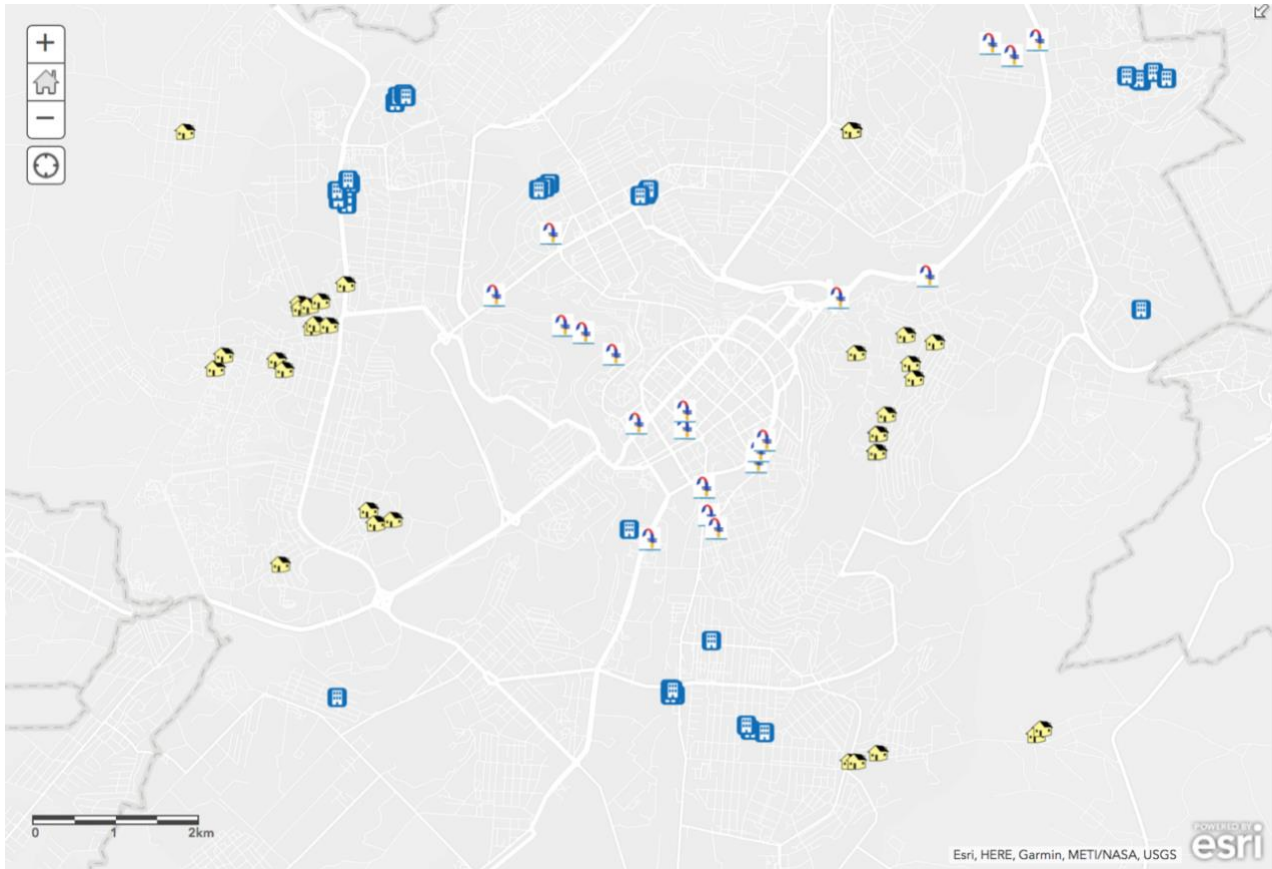 +
−
0 1 2km
Esri, HERE, Garmin, METI/NASA, USGS
POWERED BY
esri